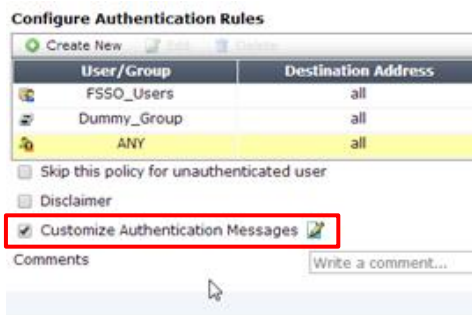 Configure Authentication Rules
Create New Edit Delete
User/Group Destination Address
FSSO_Users all
Dummy_Group all
ANY all
Skip this policy for unauthenticated user
Disclaimer
Customize Authentication Messages
Comments Write a comment...